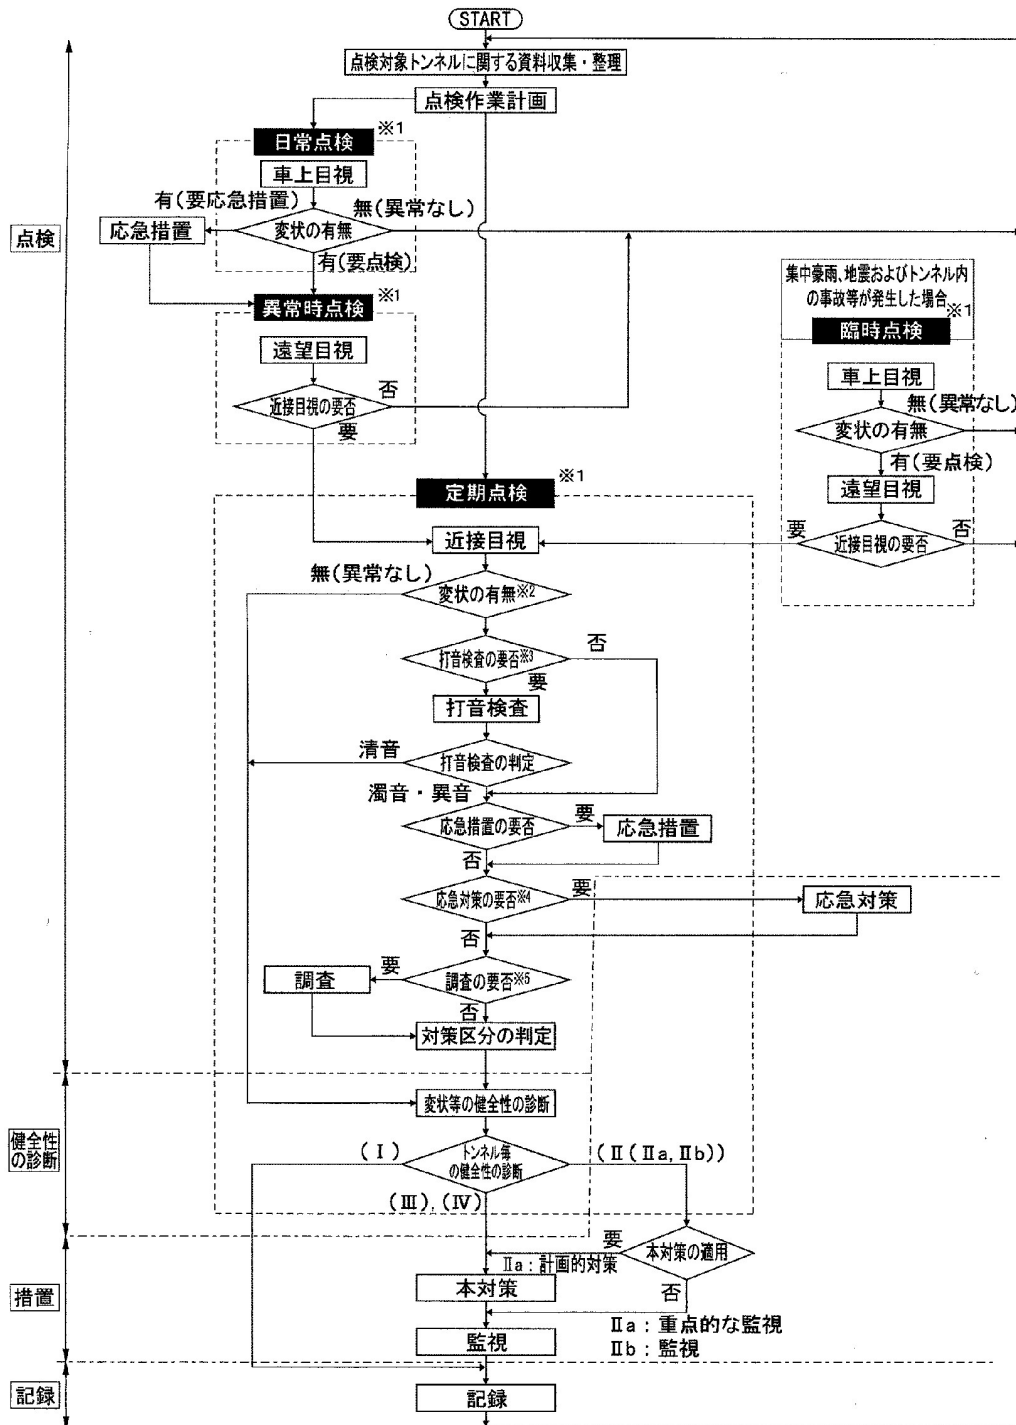 START
点検対象トンネルに関する資料収集・整理
点検作業計画
日常点検
※1
車上目視
有(要応急措置)
無(異常なし)
応急措置
変状の有無
有(要点検)
点検
異常時点検
※1
遠望目視
否
近接目視の要否
要
集中豪雨、地震およびトンネル内
の事故等が発生した場合
※1
臨時点検
車上目視
無(異常なし)
変状の有無
有(要点検)
遠望目視
要
近接目視の要否
否
定期点検
※1
近接目視
無(異常なし)
変状の有無※2
打音検査の要否※3
否
要
打音検査
清音
打音検査の判定
濁音・異音
応急措置の要否
要
応急措置
否
応急対策の要否※4
要
応急対策
否
調査
要
調査の要否※5
否
対策区分の判定
変状等の健全性の診断
健全性
の診断
(Ⅰ)
トンネル毎
の健全性の診断
(Ⅱ(Ⅱa,Ⅱb))
(Ⅲ),(Ⅳ)
要
本対策の適用
Ⅱa:計画的対策
措置
本対策
否
Ⅱa:重点的な監視
Ⅱb:監視
監視
記録
記録